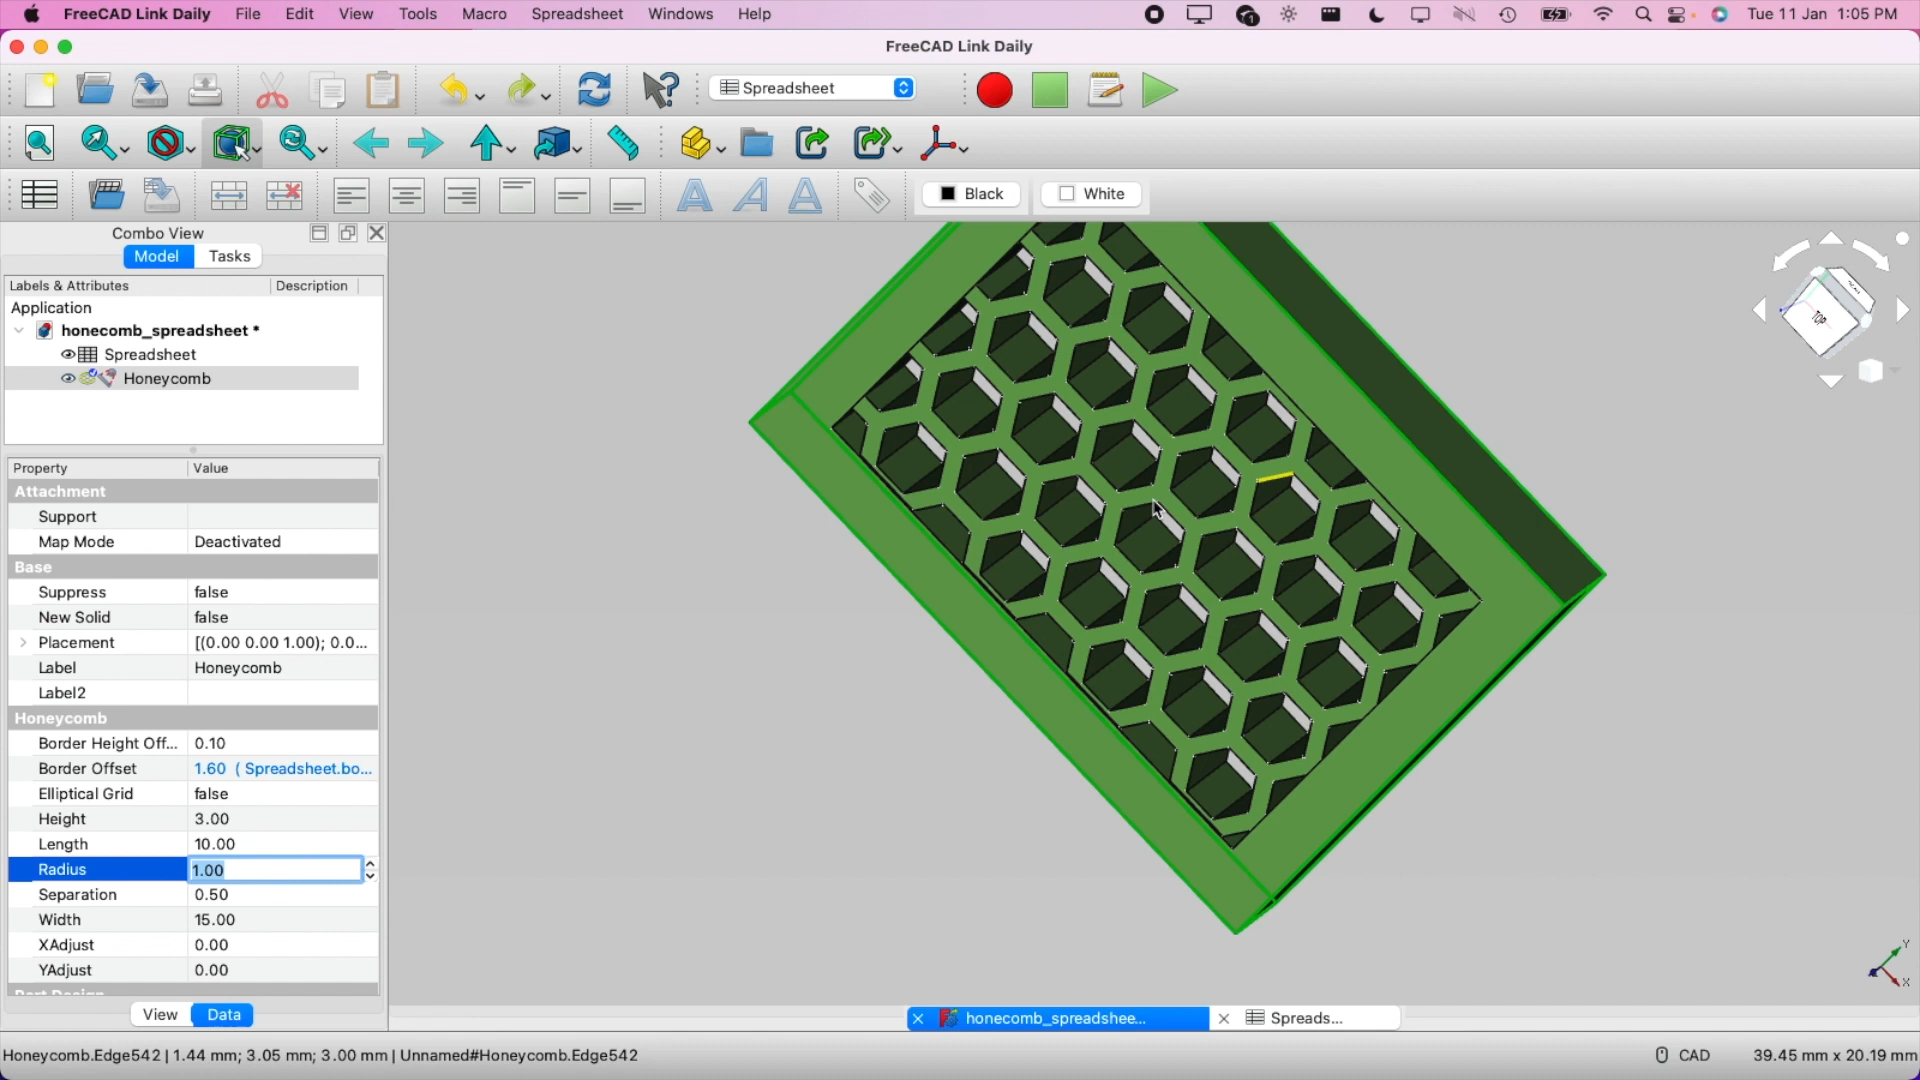 FreeCAD Link Daily File Edit View Tools Macro Spreadsheet Windows Help Tue 11 Jan 1:05 PM
FreeCAD Link Daily
Spreadsheet
Black White
Combo View
Model Tasks
Labels & Attributes Description
Application
honecomb_spreadsheet *
Spreadsheet
Honeycomb
Property Value
Attachment
Support
Map Mode Deactivated
Base
Suppress false
New Solid false
Placement [(0.00 0.00 1.00); 0.0...
Label Honeycomb
Label2
Honeycomb
Border Height Off... 0.10
Border Offset 1.60 ( Spreadsheet.bo...
Elliptical Grid false
Height 3.00
Length 10.00
Radius 1.00
Separation 0.50
Width 15.00
XAdjust 0.00
YAdjust 0.00
View Data
TOP
Y
X
honecomb_spreadshee... Spreads...
Honeycomb.Edge542 | 1.44 mm; 3.05 mm; 3.00 mm | Unnamed#Honeycomb.Edge542 CAD 39.45 mm x 20.19 mm